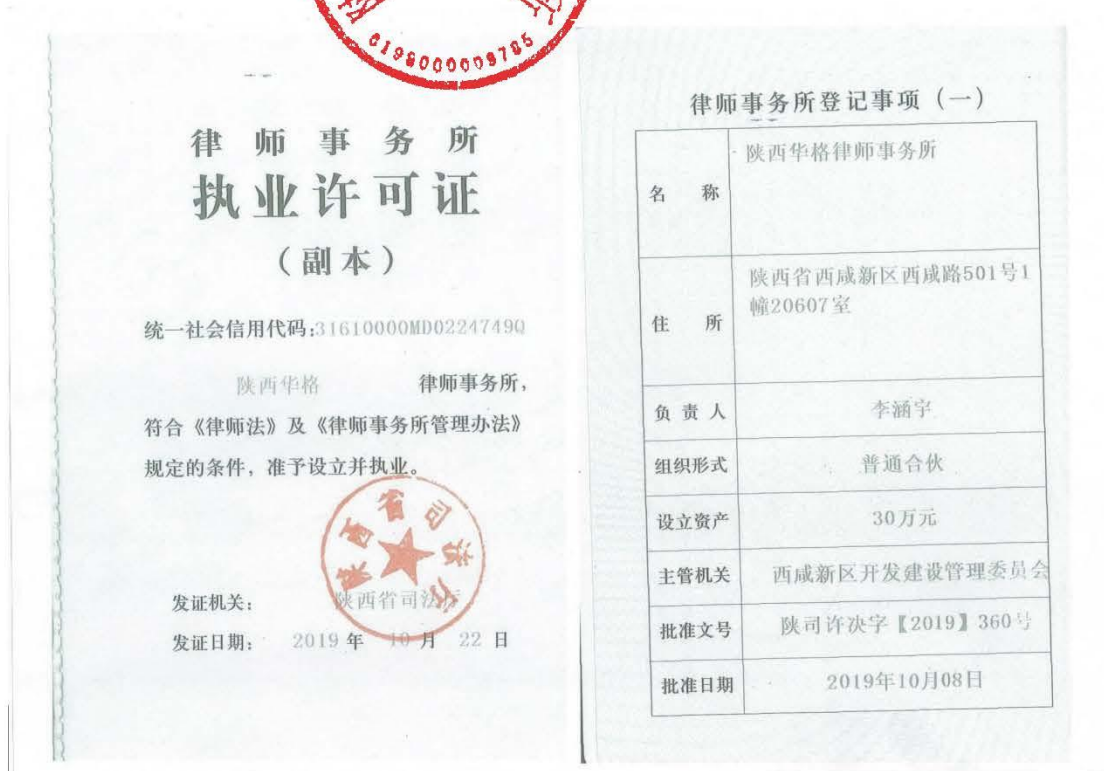 6199000009785
律师事务所
执业许可证
（副本）
统一社会信用代码:31610000MD0224749Q
陕西华格 律师事务所，
符合《律师法》及《律师事务所管理办法》
规定的条件，准予设立并执业。
陕西省司法厅
发证机关： 陕西省司法厅
发证日期： 2019 年 10 月 22 日
律师事务所登记事项（一）
名 称 陕西华格律师事务所
住 所 陕西省西咸新区西咸路501号1
幢20607室
负责人 李涵宇
组织形式 普通合伙
设立资产 30万元
主管机关 西咸新区开发建设管理委员会
批准文号 陕司许决字【2019】360号
批准日期 2019年10月08日